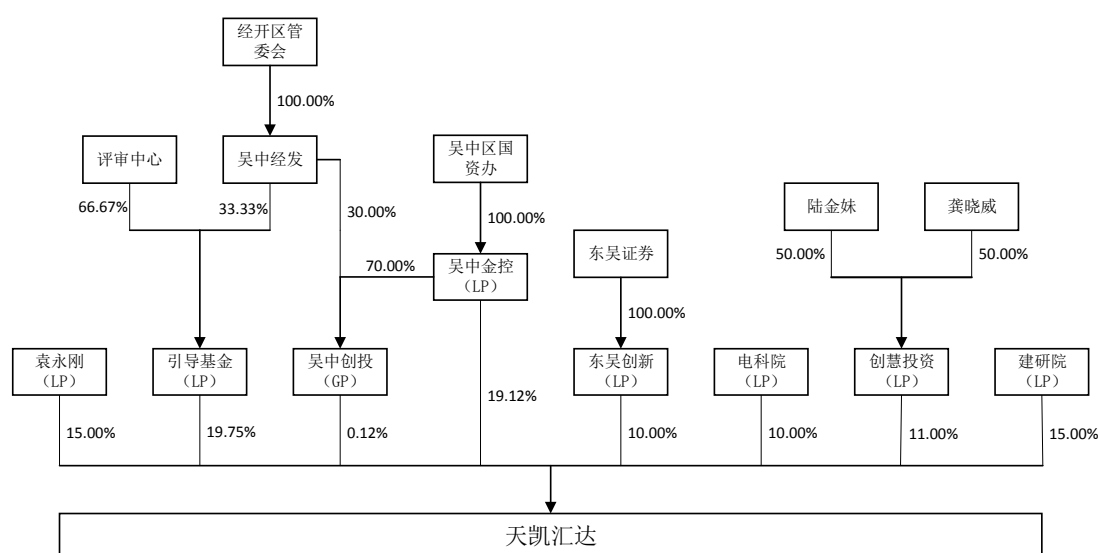 经开区管
委会
100.00%
评审中心
吴中经发
吴中区国
资办
66.67%
33.33%
30.00%
100.00%
陆金妹
龚晓威
东吴证券
50.00%
50.00%
70.00%
吴中金控
（LP）
100.00%
袁永刚
（LP）
引导基金
（LP）
吴中创投
（GP）
东吴创新
（LP）
电科院
（LP）
创慧投资
（LP）
建研院
（LP）
19.12%
15.00%
19.75%
0.12%
10.00%
10.00%
11.00%
15.00%
天凯汇达